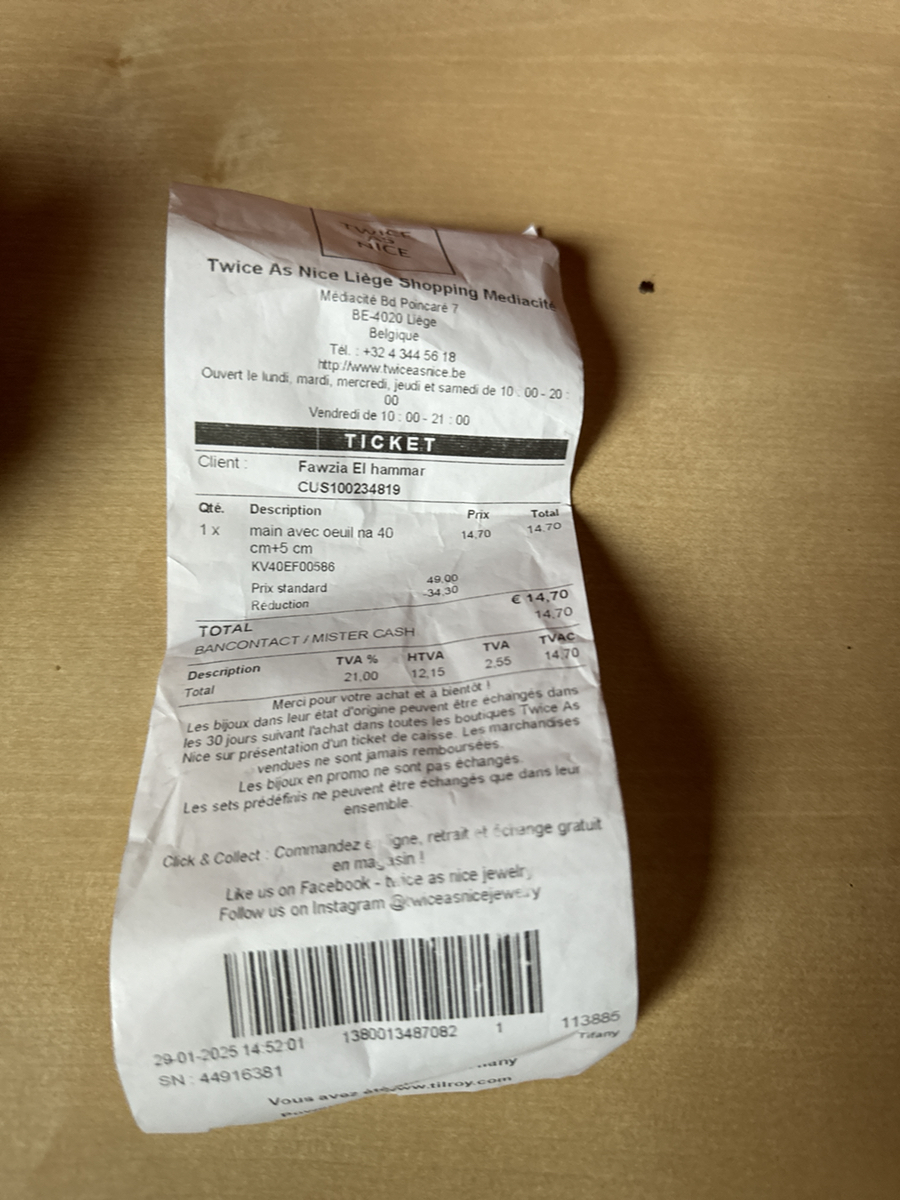 TWICE
AS
NICE
Twice As Nice Liège Shopping Mediacité
Médiacité Bd Poincaré 7
BE-4020 Liège
Belgique
Tél. : +32 4 344 56 18
http://www.twiceasnice.be
Ouvert le lundi, mardi, mercredi, jeudi et samedi de 10 : 00 - 20 :
00
Vendredi de 10 : 00 - 21 : 00
TICKET
Client : Fawzia El hammar
CUS100234819
Qté. Description Prix Total
1 x main avec oeuil na 40 14,70 14,70
cm+5 cm
KV40EF00586
Prix standard 49,00
Réduction -34,30
TOTAL € 14,70
BANCONTACT / MISTER CASH 14,70
Description TVA % HTVA TVA TVAC
Total 21,00 12,15 2,55 14,70
Merci pour votre achat et à bientôt !
Les bijoux dans leur état d'origine peuvent être échangés dans
les 30 jours suivant l'achat dans toutes les boutiques Twice As
Nice sur présentation d'un ticket de caisse. Les marchandises
vendues ne sont jamais remboursées.
Les bijoux en promo ne sont pas échangés.
Les sets prédéfinis ne peuvent être échangés que dans leur
ensemble.
Click & Collect : Commandez retrait et échange gratuit
en magasin !
Like us on Facebook - twice as nice jewelry
Follow us on Instagram @twiceasnicejewelry
29-01-2025 14:52:01 1380013487082 1 113885
SN : 44916381 Tifany
Vous avez été
www.tilroy.com